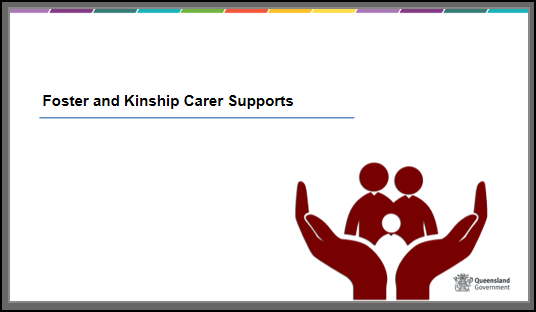 Foster and Kinship Carer Supports
Queensland
Government